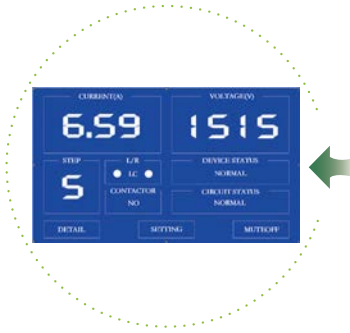 CURRENT(A)
VOLTAGE(V)
6.59
1515
STEP
L/R
DEVICE STATUS
5
LC
NORMAL
CONTACTOR
NO
CIRCUIT STATUS
NORMAL
DETAIL
SETTING
MUTEOFF